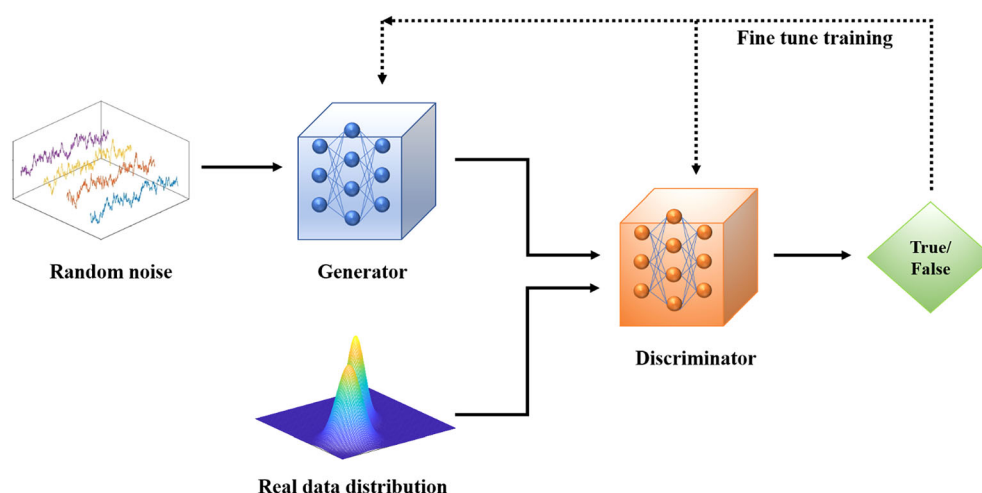 Fine tune training
True/
False
Random noise
Generator
Discriminator
Real data distribution